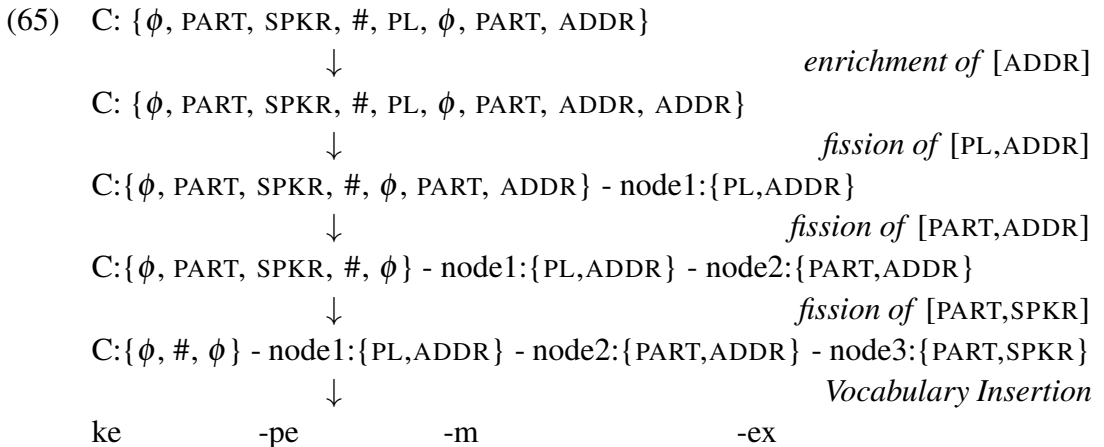 (65) C: {ϕ, PART, SPKR, #, PL, ϕ, PART, ADDR}
↓ enrichment of [ADDR]
C: {ϕ, PART, SPKR, #, PL, ϕ, PART, ADDR, ADDR}
↓ fission of [PL,ADDR]
C:{ϕ, PART, SPKR, #, ϕ, PART, ADDR} - node1:{PL,ADDR}
↓ fission of [PART,ADDR]
C:{ϕ, PART, SPKR, #, ϕ} - node1:{PL,ADDR} - node2:{PART,ADDR}
↓ fission of [PART,SPKR]
C:{ϕ, #, ϕ} - node1:{PL,ADDR} - node2:{PART,ADDR} - node3:{PART,SPKR}
↓ Vocabulary Insertion
ke -pe -m -ex